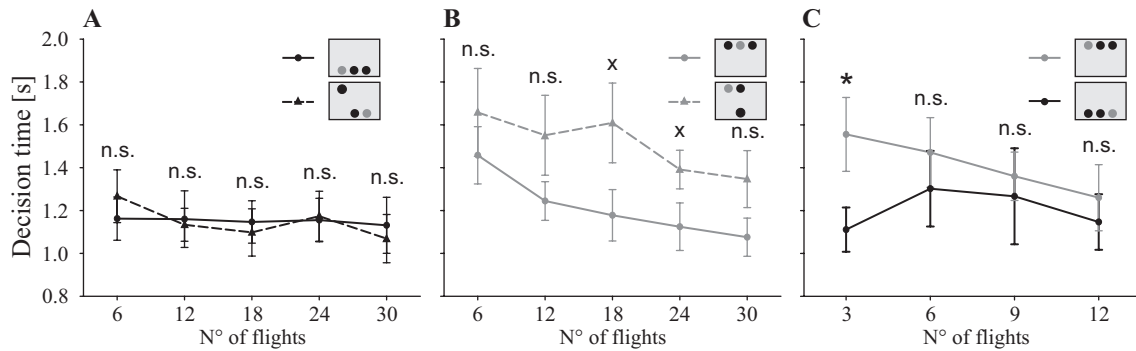 A
B
C
Decision time [s]
2.0
1.8
1.6
1.4
1.2
1.0
0.8
n.s.
n.s.
n.s.
n.s.
n.s.
6
12
18
24
30
N° of flights
n.s.
n.s.
x
x
n.s.
6
12
18
24
30
N° of flights
*
n.s.
n.s.
n.s.
3
6
9
12
N° of flights